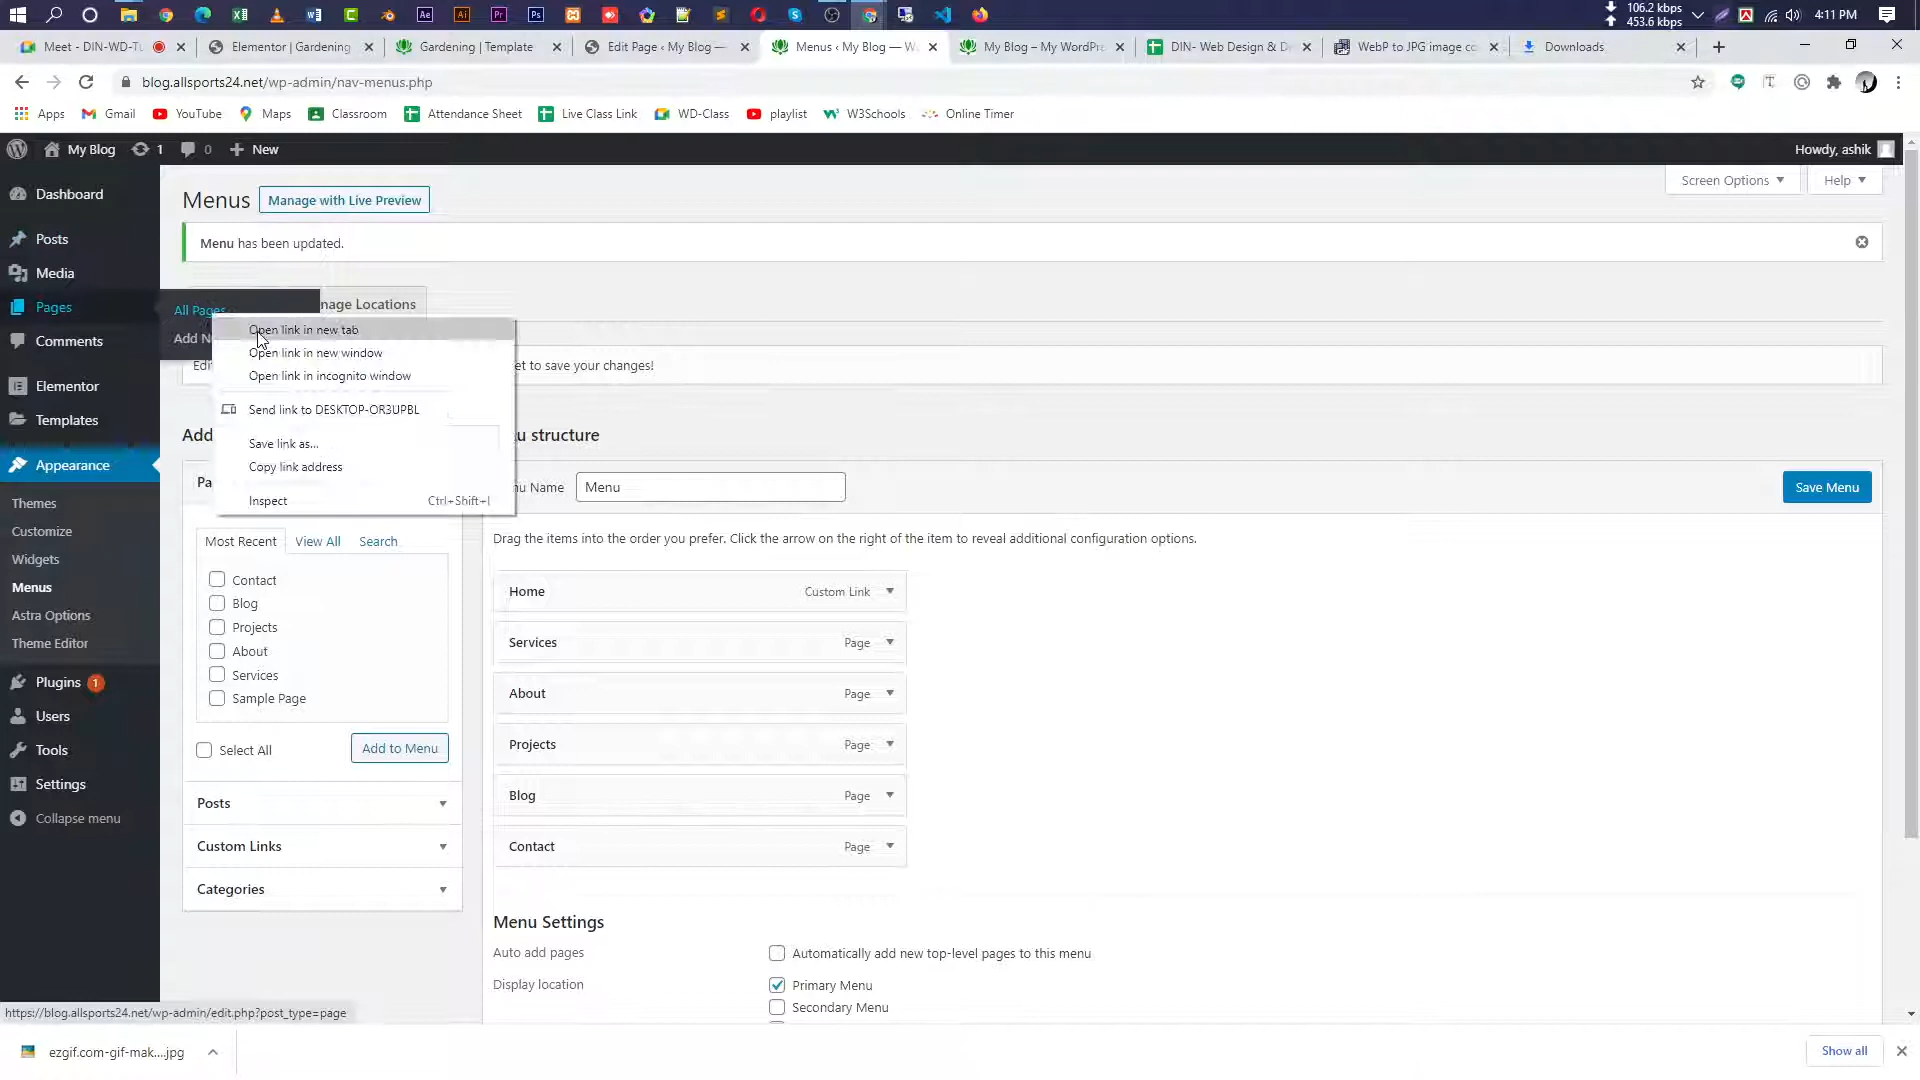 106.2 kbps
453.6 kbps
4:11 PM
Meet - DIN-WD-Tu
Elementor | Gardening
Gardening | Template
Edit Page ‹ My Blog —
Menus ‹ My Blog — W
My Blog – My WordPre
DIN- Web Design & D
WebP to JPG image co
Downloads
blog.allsports24.net/wp-admin/nav-menus.php
Apps
Gmail
YouTube
Maps
Classroom
Attendance Sheet
Live Class Link
WD-Class
playlist
W3Schools
Online Timer
My Blog
1
0
New
Howdy, ashik
Dashboard
Posts
Media
Pages
Comments
Elementor
Templates
Appearance
Themes
Customize
Widgets
Menus
Astra Options
Theme Editor
Plugins 1
Users
Tools
Settings
Collapse menu
All Pages
Add N
Menus
Manage with Live Preview
Screen Options
Help
Menu has been updated.
nage Locations
Open link in new tab
Open link in new window
Open link in incognito window
Send link to DESKTOP-OR3UPBL
Save link as...
Copy link address
Inspect Ctrl+Shift+I
Edi
et to save your changes!
Add
u structure
Pa
u Name
Menu
Save Menu
Most Recent
View All
Search
Contact
Blog
Projects
About
Services
Sample Page
Select All
Add to Menu
Posts
Custom Links
Categories
Drag the items into the order you prefer. Click the arrow on the right of the item to reveal additional configuration options.
Home Custom Link
Services Page
About Page
Projects Page
Blog Page
Contact Page
Menu Settings
Auto add pages
Automatically add new top-level pages to this menu
Display location
Primary Menu
Secondary Menu
https://blog.allsports24.net/wp-admin/edit.php?post_type=page
ezgif.com-gif-mak....jpg
Show all